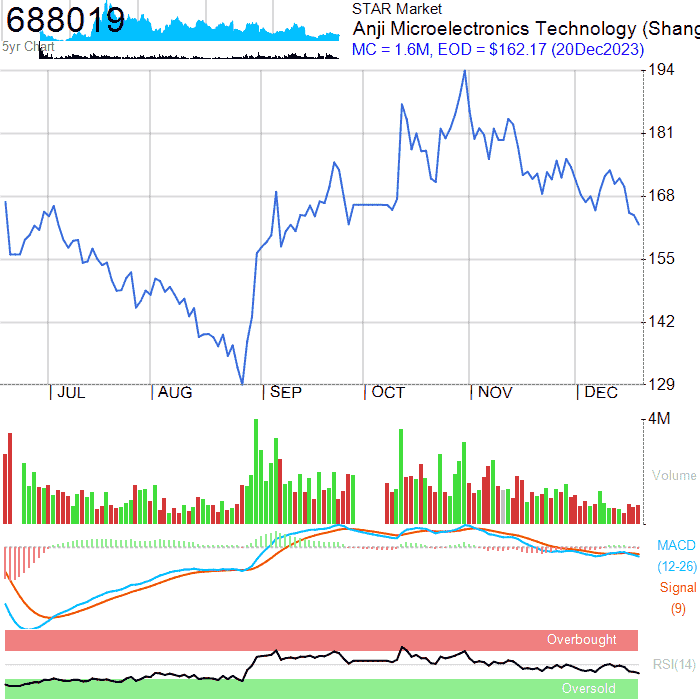 688019
5yr Chart
STAR Market
Anji Microelectronics Technology (Shang
MC = 1.6M, EOD = $162.17 (20Dec2023)
194
181
168
155
142
129
JUL AUG SEP OCT NOV DEC
4M
Volume
MACD
(12-26)
Signal
(9)
Overbought
RSI(14)
Oversold